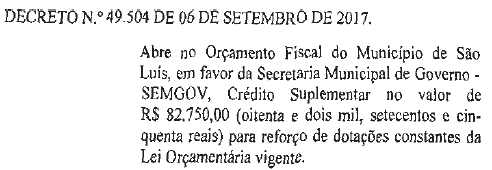 DECRETO N.º 49.504 DE 06 DE SETEMBRO DE 2017.
Abre no Orçamento Fiscal do Município de São
Luís, em favor da Secretaria Municipal de Governo -
SEMGOV, Crédito Suplementar no valor de
R$ 82.750,00 (oitenta e dois mil, setecentos e cin-
quenta reais) para reforço de dotações constantes da
Lei Orçamentária vigente.